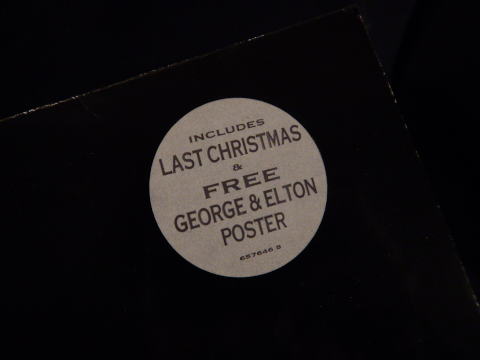 INCLUDES
LAST CHRISTMAS
&
FREE
GEORGE & ELTON
POSTER
657646 8